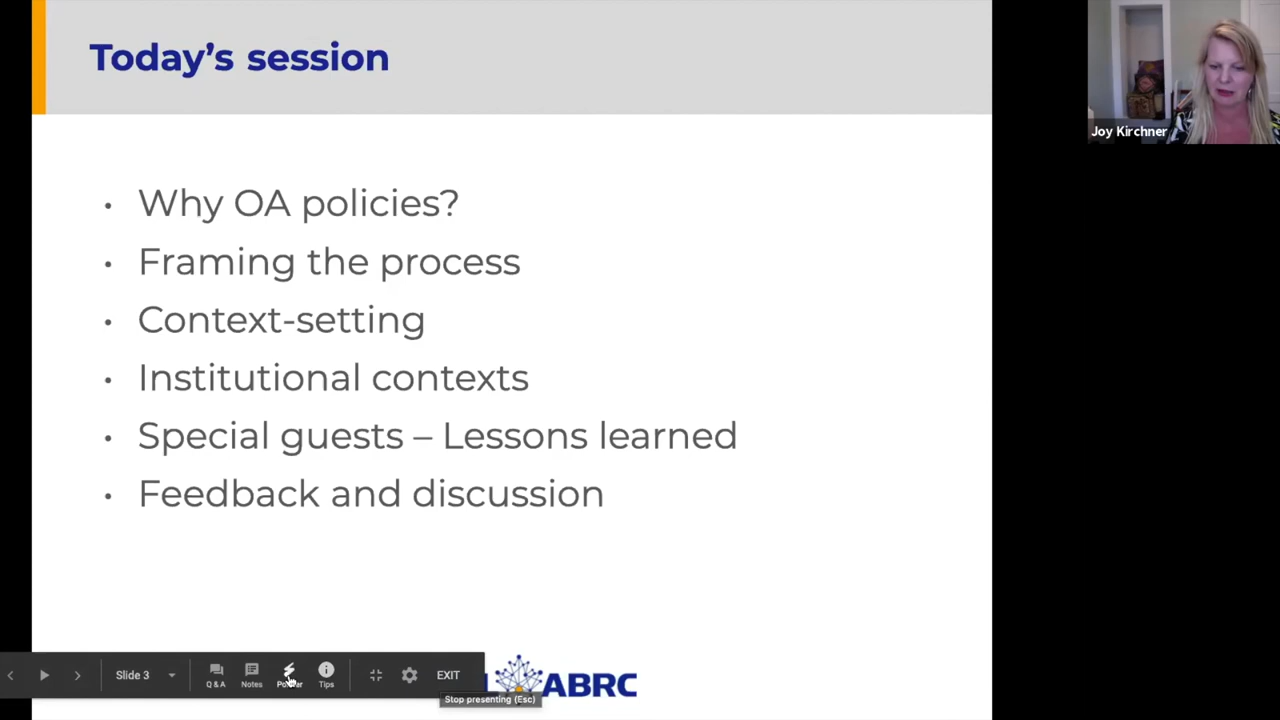 Today's session
Joy Kirchner
• Why OA policies?
• Framing the process
• Context-setting
• Institutional contexts
• Special guests – Lessons learned
• Feedback and discussion
Slide 3
Q & A
Notes
Tips
EXIT
ABRC
Stop presenting (Esc)